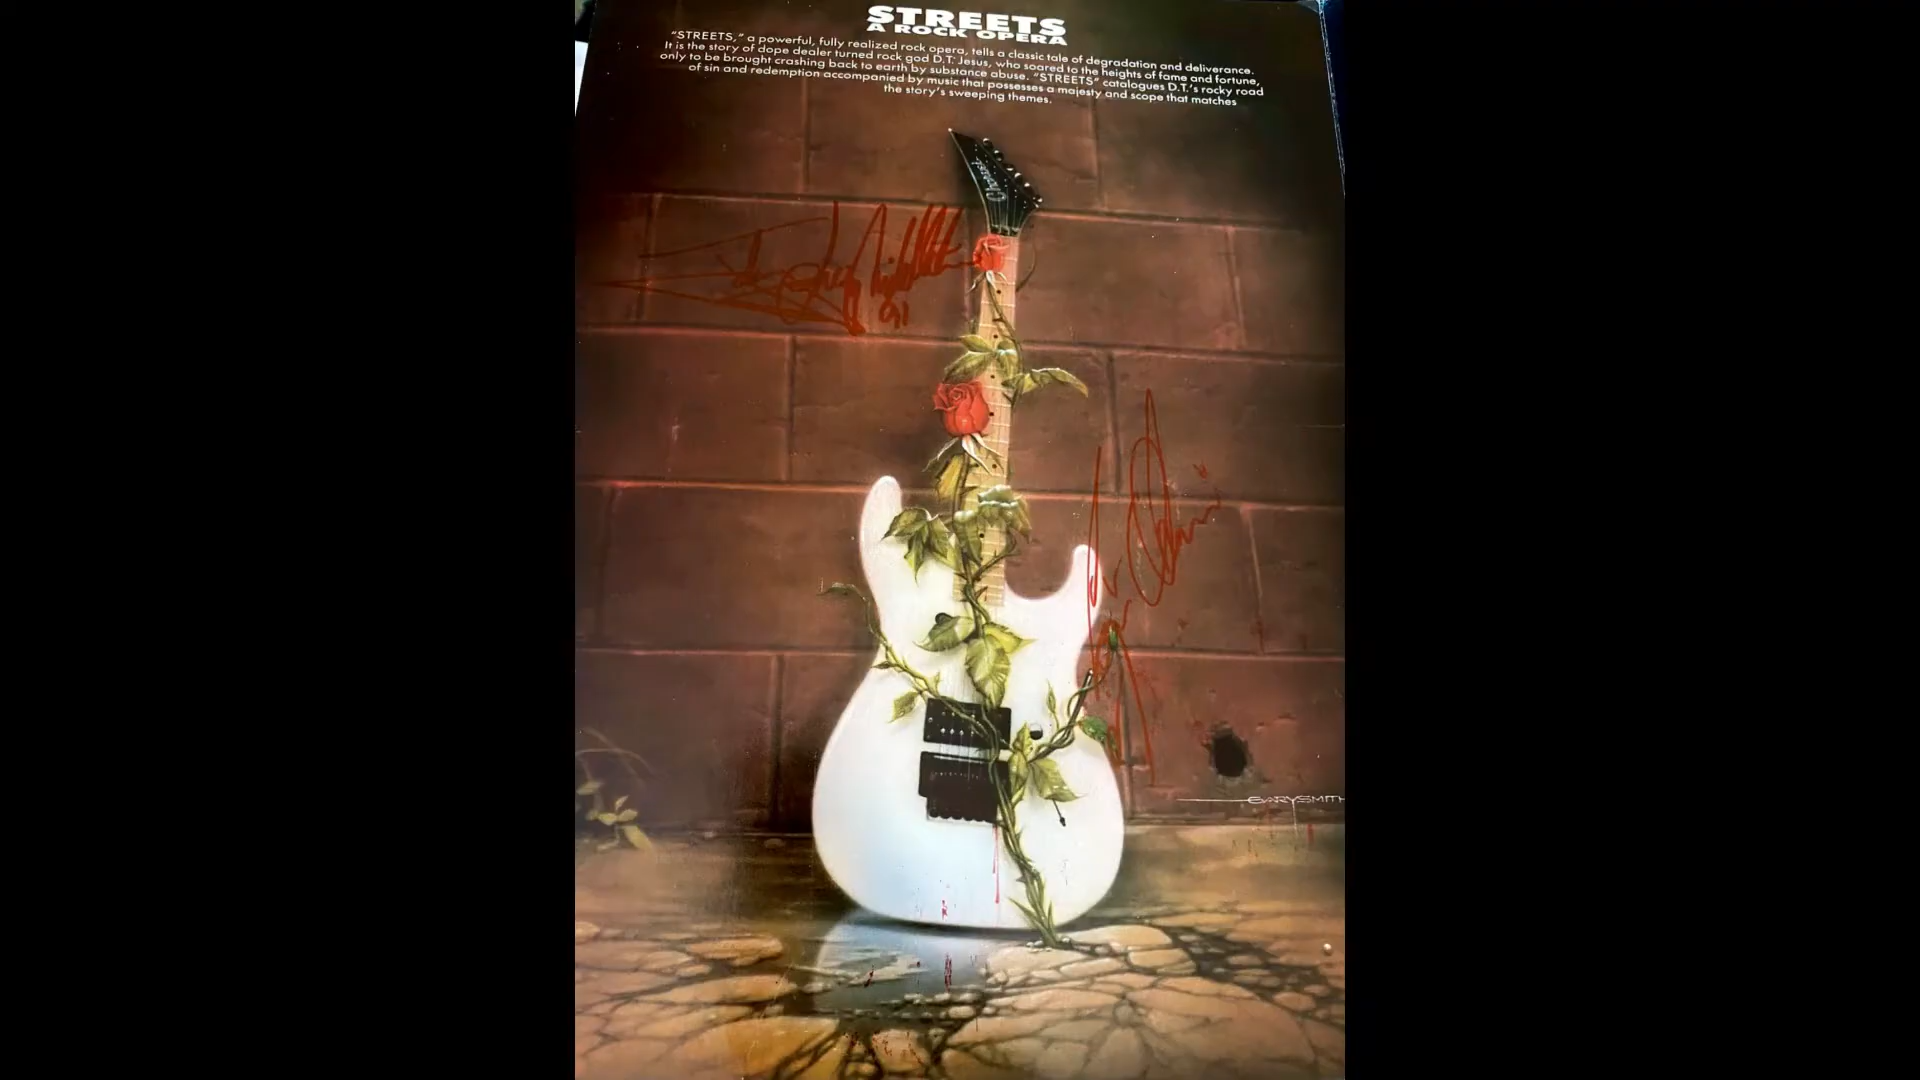 STREETS
A ROCK OPERA
"STREETS," a powerful, fully realized rock opera, tells a classic tale of degradation and deliverance.
It is the story of dope dealer turned rock god D.T. Jesus, who soared to the heights of fame and fortune,
only to be brought crashing back to earth by substance abuse. "STREETS" catalogues D.T.'s rocky road
of sin and redemption accompanied by music that possesses a majesty and scope that matches
the story's sweeping themes.
Charvel
91
GARY SMITH